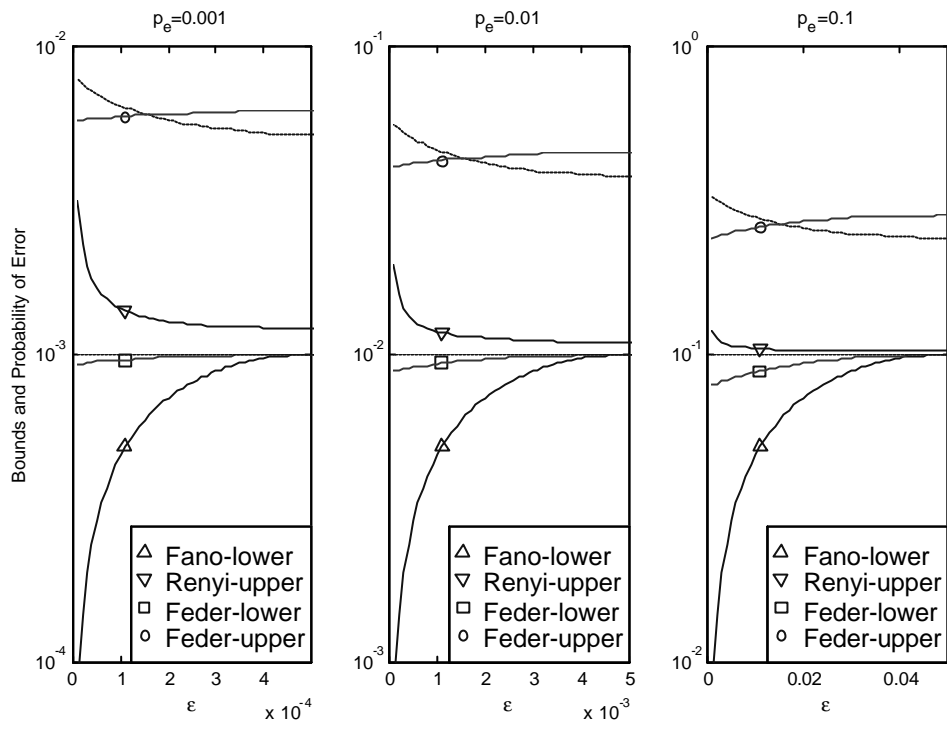 p_e=0.001
p_e=0.01
p_e=0.1
Bounds and Probability of Error
10^-2
10^-3
10^-4
0 1 2 3 4
ε
x 10^-4
Fano-lower
Renyi-upper
Feder-lower
Feder-upper
10^-1
10^-2
10^-3
0 1 2 3 4 5
ε
x 10^-3
Fano-lower
Renyi-upper
Feder-lower
Feder-upper
10^0
10^-1
10^-2
0 0.02 0.04
ε
Fano-lower
Renyi-upper
Feder-lower
Feder-upper